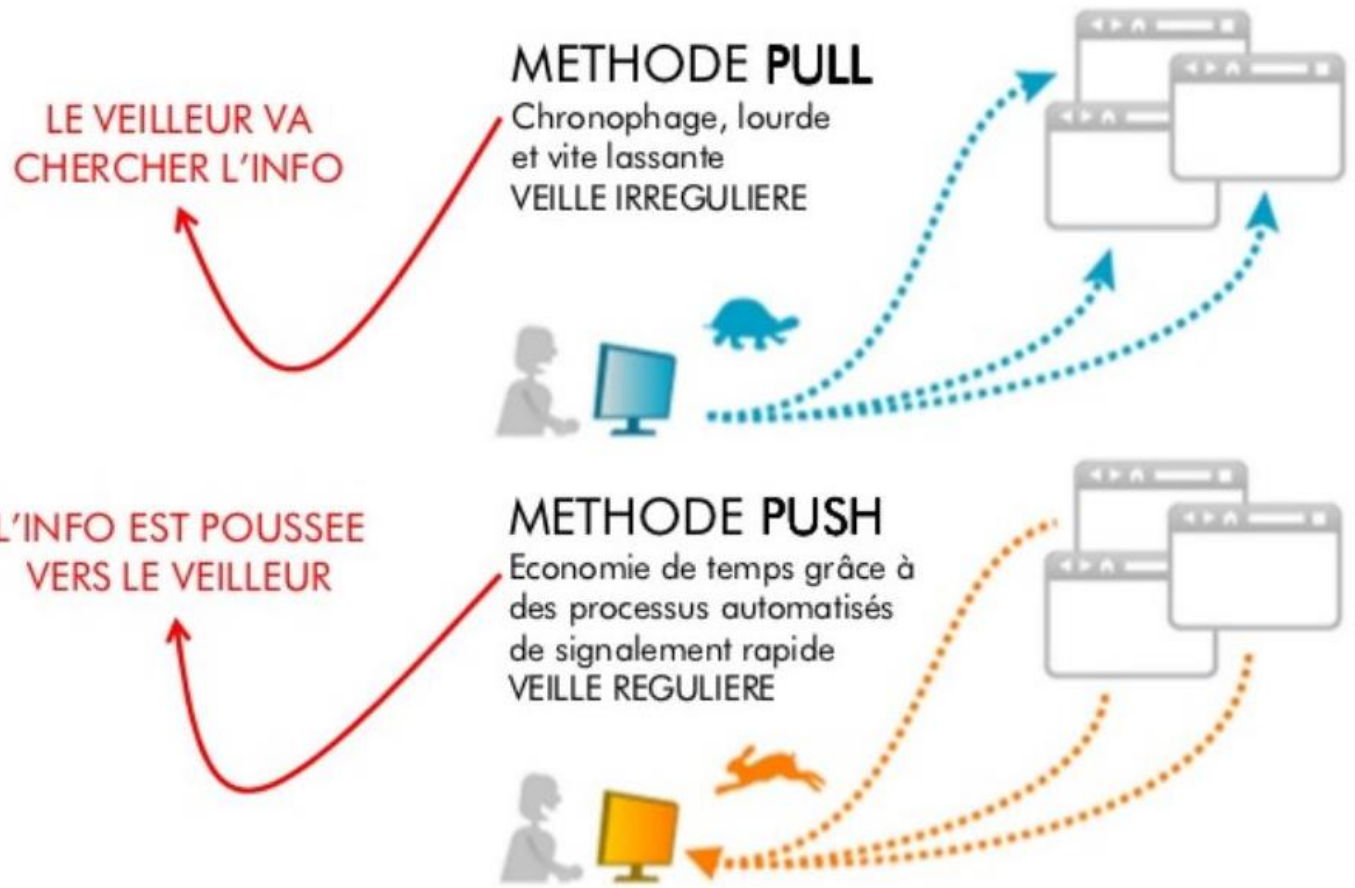 LE VEILLEUR VA
CHERCHER L'INFO
METHODE PULL
Chronophage, lourde
et vite lassante
VEILLE IRREGULIERE
L'INFO EST POUSSEE
VERS LE VEILLEUR
METHODE PUSH
Economie de temps grâce à
des processus automatisés
de signalement rapide
VEILLE REGULIERE